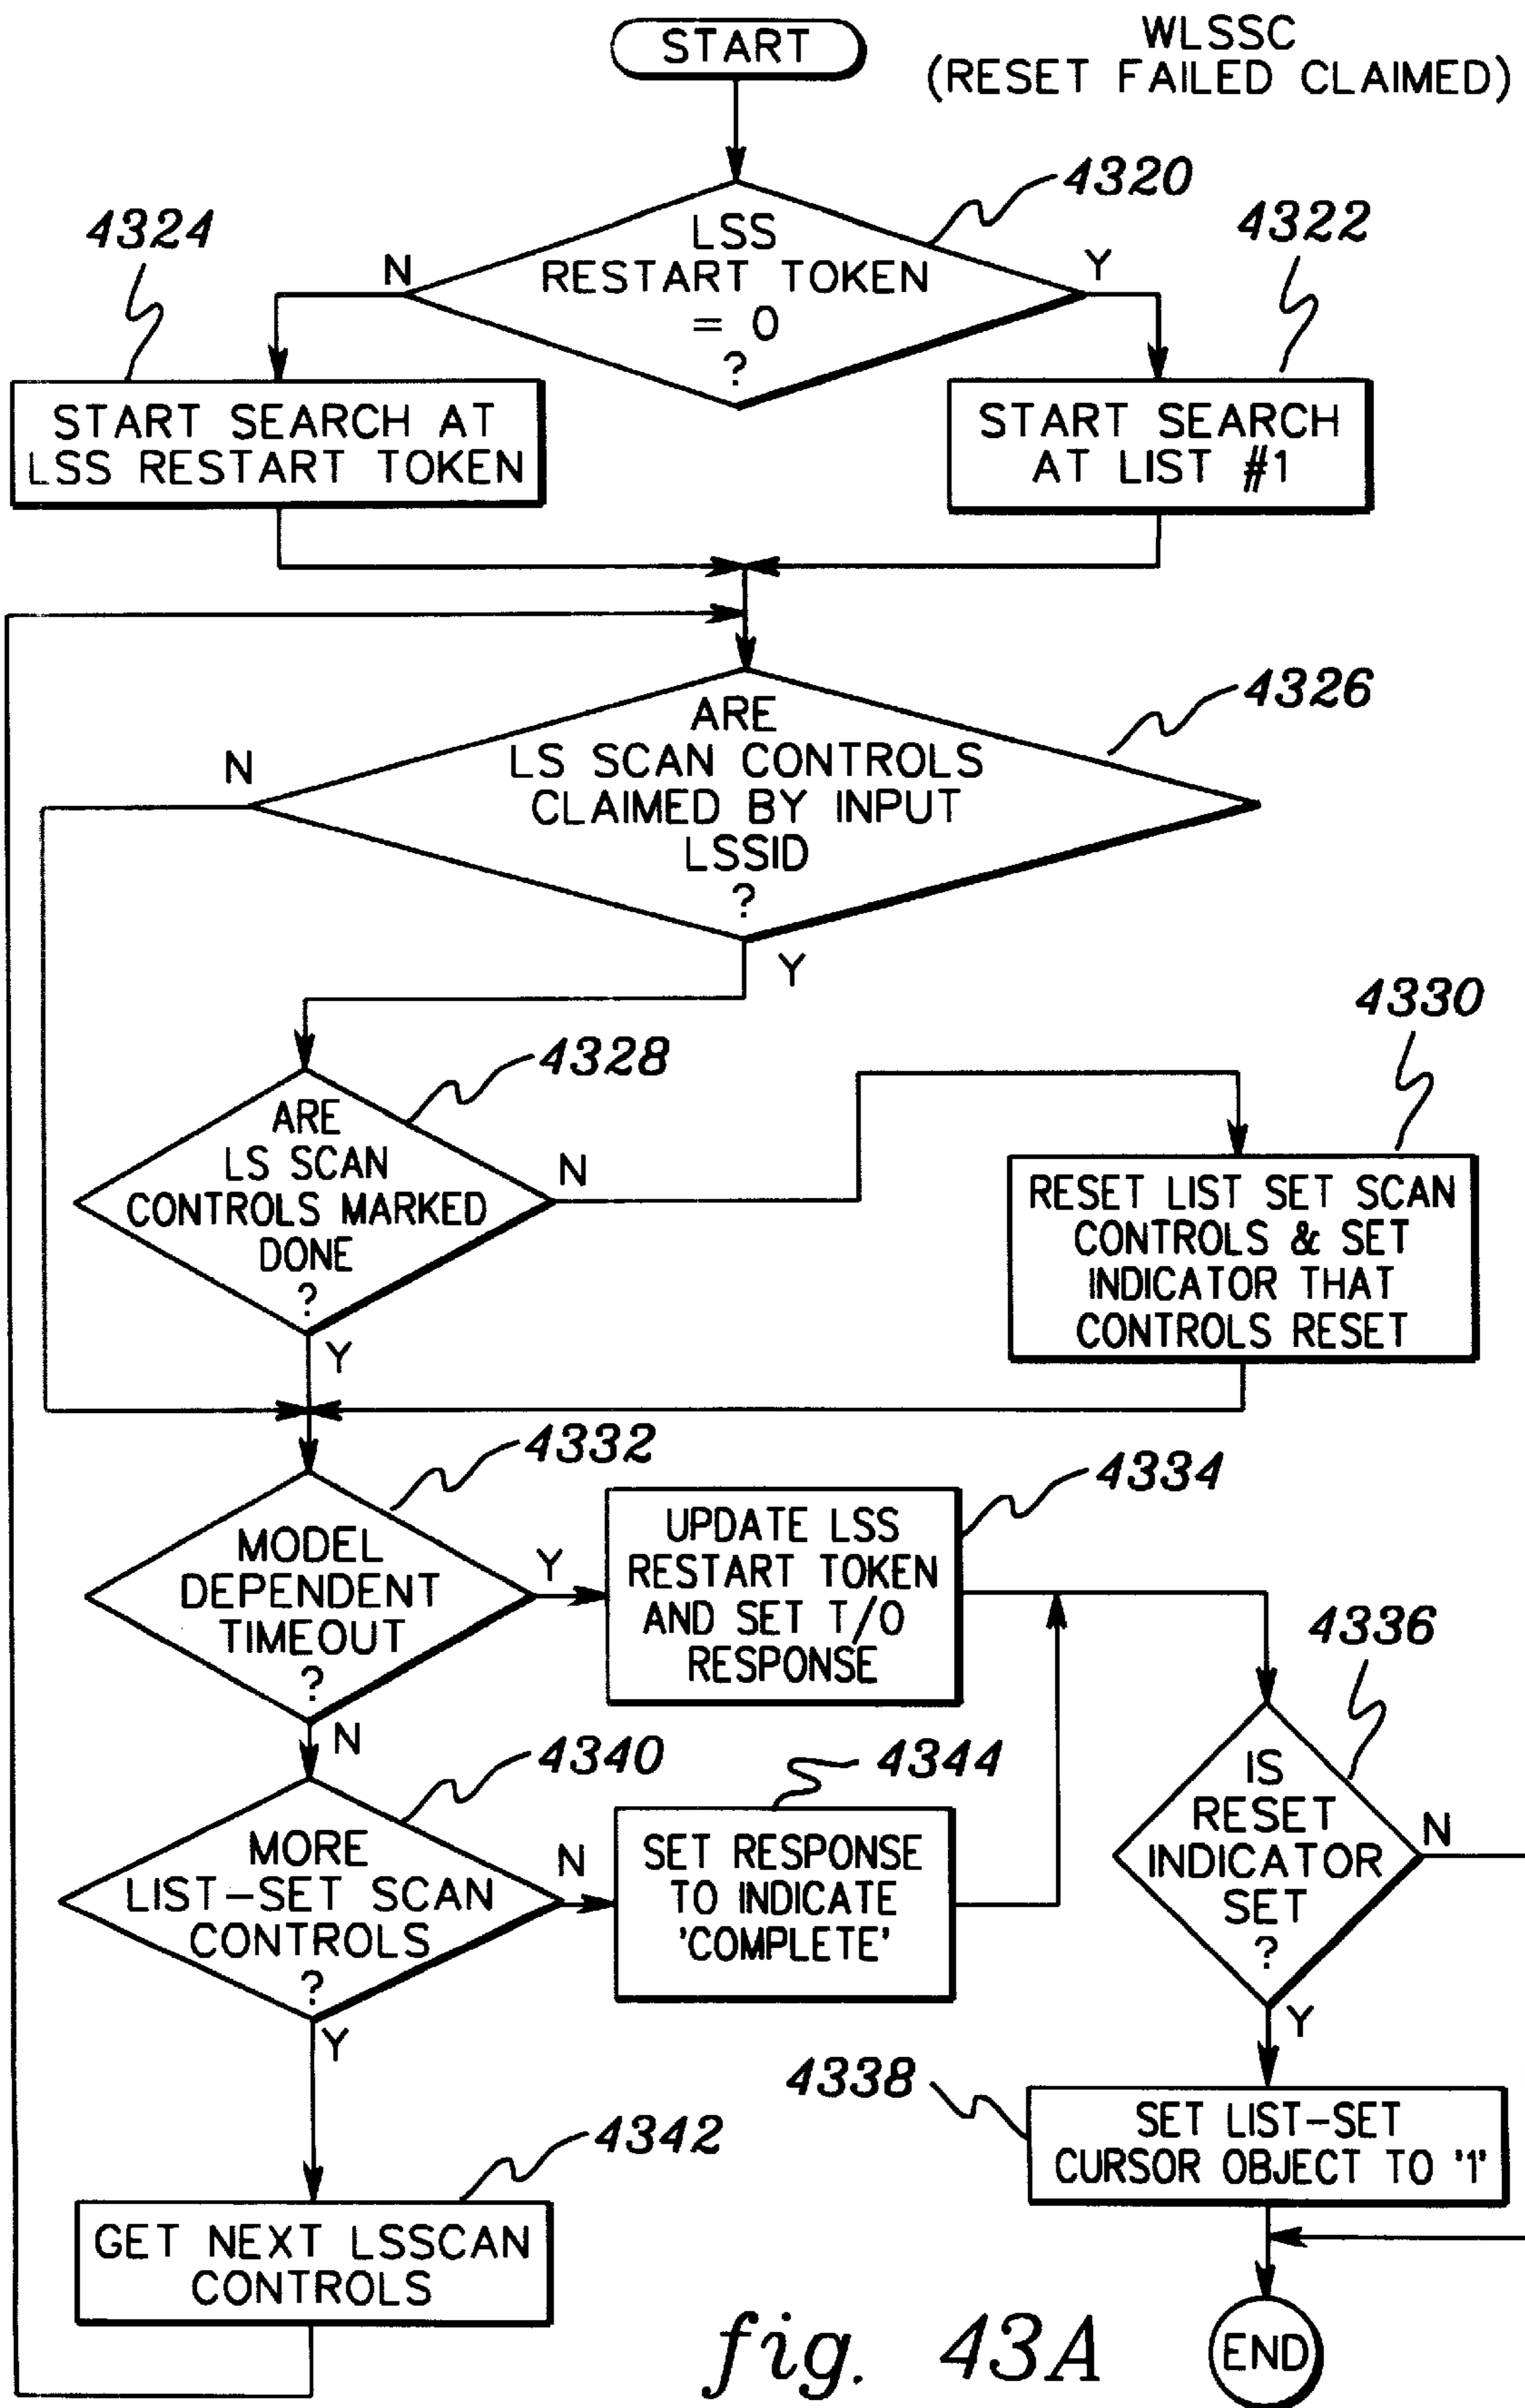 START
WLSSC
(RESET FAILED CLAIMED)
4320
4324
4322
LSS
RESTART TOKEN
= 0
?
N
Y
START SEARCH AT
LSS RESTART TOKEN
START SEARCH
AT LIST #1
4326
ARE
LS SCAN CONTROLS
CLAIMED BY INPUT
LSSID
?
N
Y
4330
4328
ARE
LS SCAN
CONTROLS MARKED
DONE
?
N
Y
RESET LIST SET SCAN
CONTROLS & SET
INDICATOR THAT
CONTROLS RESET
4332
4334
MODEL
DEPENDENT
TIMEOUT
?
Y
N
UPDATE LSS
RESTART TOKEN
AND SET T/O
RESPONSE
4336
4340
4344
MORE
LIST-SET SCAN
CONTROLS
?
N
Y
SET RESPONSE
TO INDICATE
'COMPLETE'
IS
RESET
INDICATOR
SET
?
N
Y
4338
SET LIST-SET
CURSOR OBJECT TO '1'
4342
GET NEXT LSSCAN
CONTROLS
fig. 43A
END